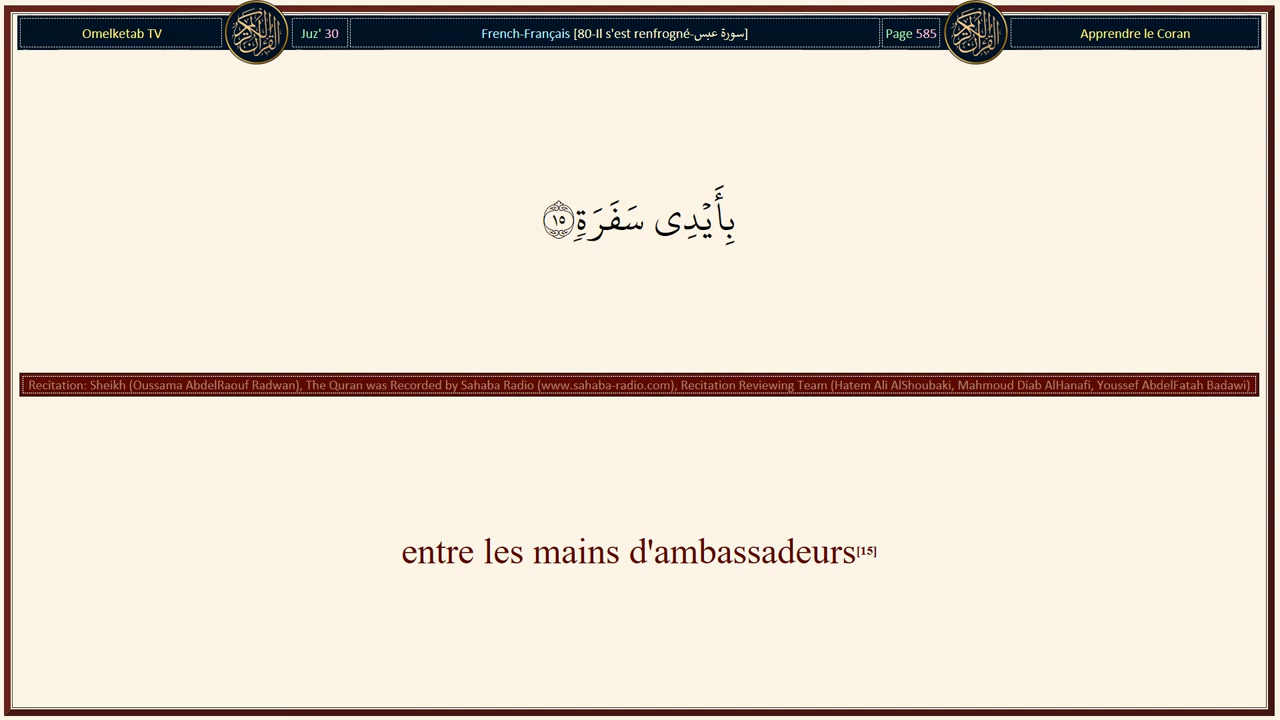 Omelketab TV
Juz' 30
French-Français [80-Il s'est renfrogné-سورة عبس]
Page 585
Apprendre le Coran
بِأَيْدِى سَفَرَةٍۢ ١٥
Recitation: Sheikh (Oussama AbdelRaouf Radwan), The Quran was Recorded by Sahaba Radio (www.sahaba-radio.com), Recitation Reviewing Team (Hatem Ali AlShoubaki, Mahmoud Diab AlHanafi, Youssef AbdelFatah Badawi)
entre les mains d'ambassadeurs[15]